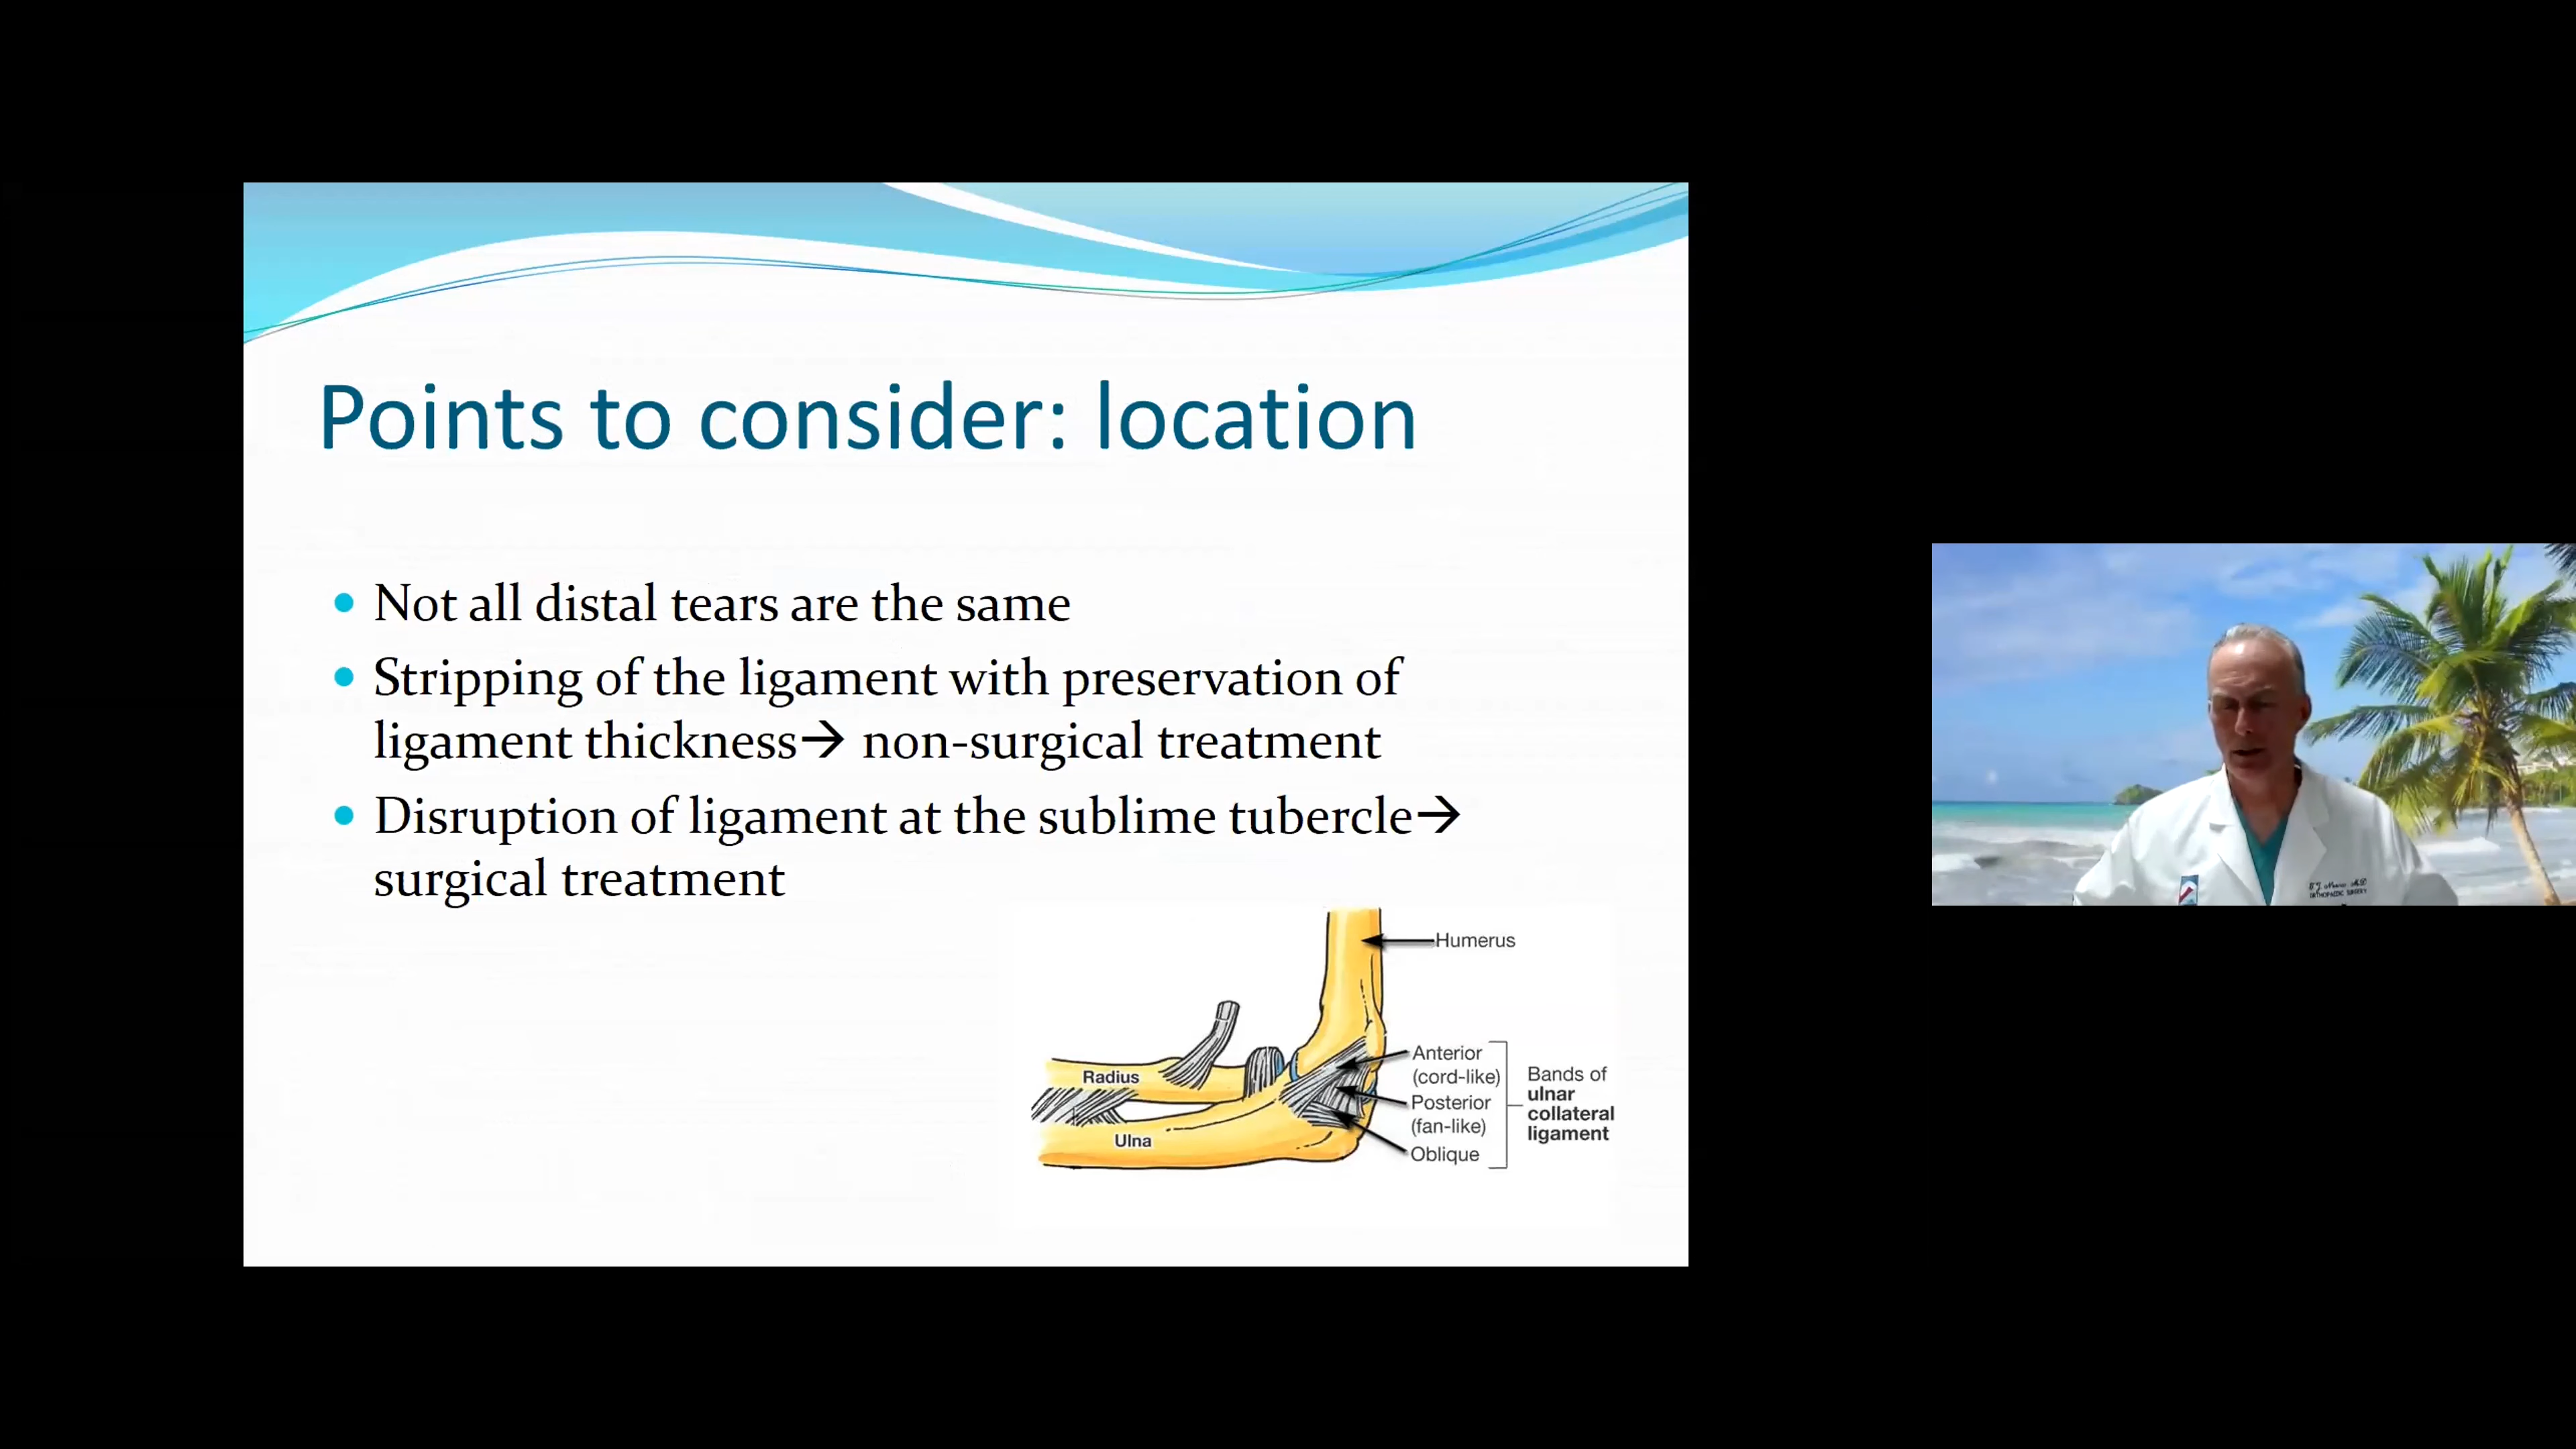 Points to consider: location
Not all distal tears are the same
Stripping of the ligament with preservation of
ligament thickness→ non-surgical treatment
Disruption of ligament at the sublime tubercle→
surgical treatment
Humerus
Radius
Ulna
Anterior
(cord-like)
Posterior
(fan-like)
Oblique
Bands of
ulnar
collateral
ligament
ORTHOPAEDIC SURGERY